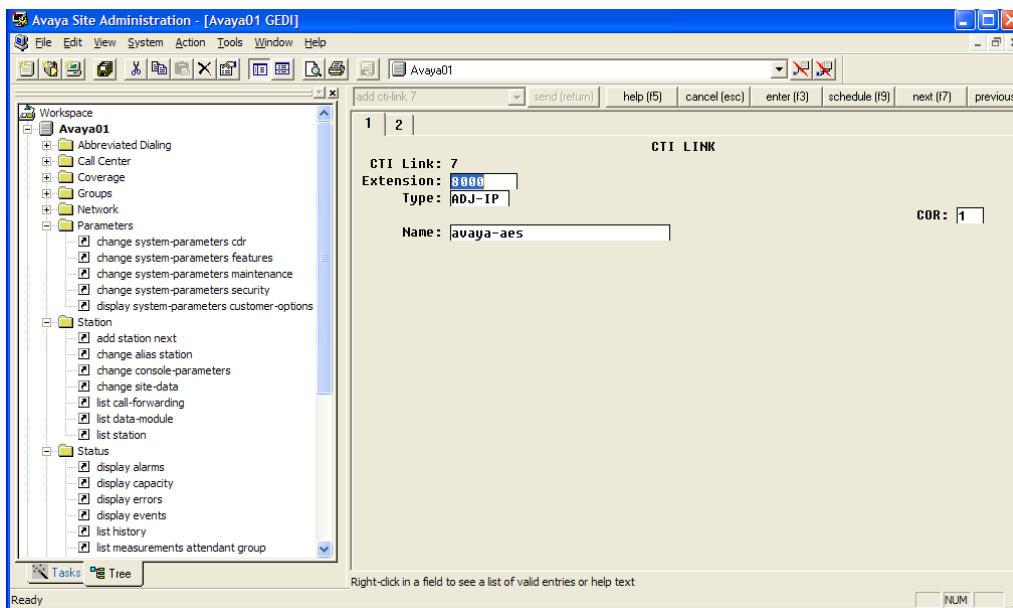 Avaya Site Administration - [Avaya01 GEDI]
File Edit View System Action Tools Window Help
Avaya01
add cti-link 7 send (return) help (f5) cancel (esc) enter (f3) schedule (f9) next (f7) previous
Workspace
Avaya01
Abbreviated Dialing
Call Center
Coverage
Groups
Network
Parameters
change system-parameters cdr
change system-parameters features
change system-parameters maintenance
change system-parameters security
display system-parameters customer-options
Station
add station next
change alias station
change console-parameters
change site-data
list call-forwarding
list data-module
list station
Status
display alarms
display capacity
display errors
display events
list history
list measurements attendant group
Tasks Tree
1 2
CTI LINK
CTI Link: 7
Extension: 8000
Type: ADJ-IP
COR: 1
Name: avaya-aes
Right-click in a field to see a list of valid entries or help text
Ready NUM